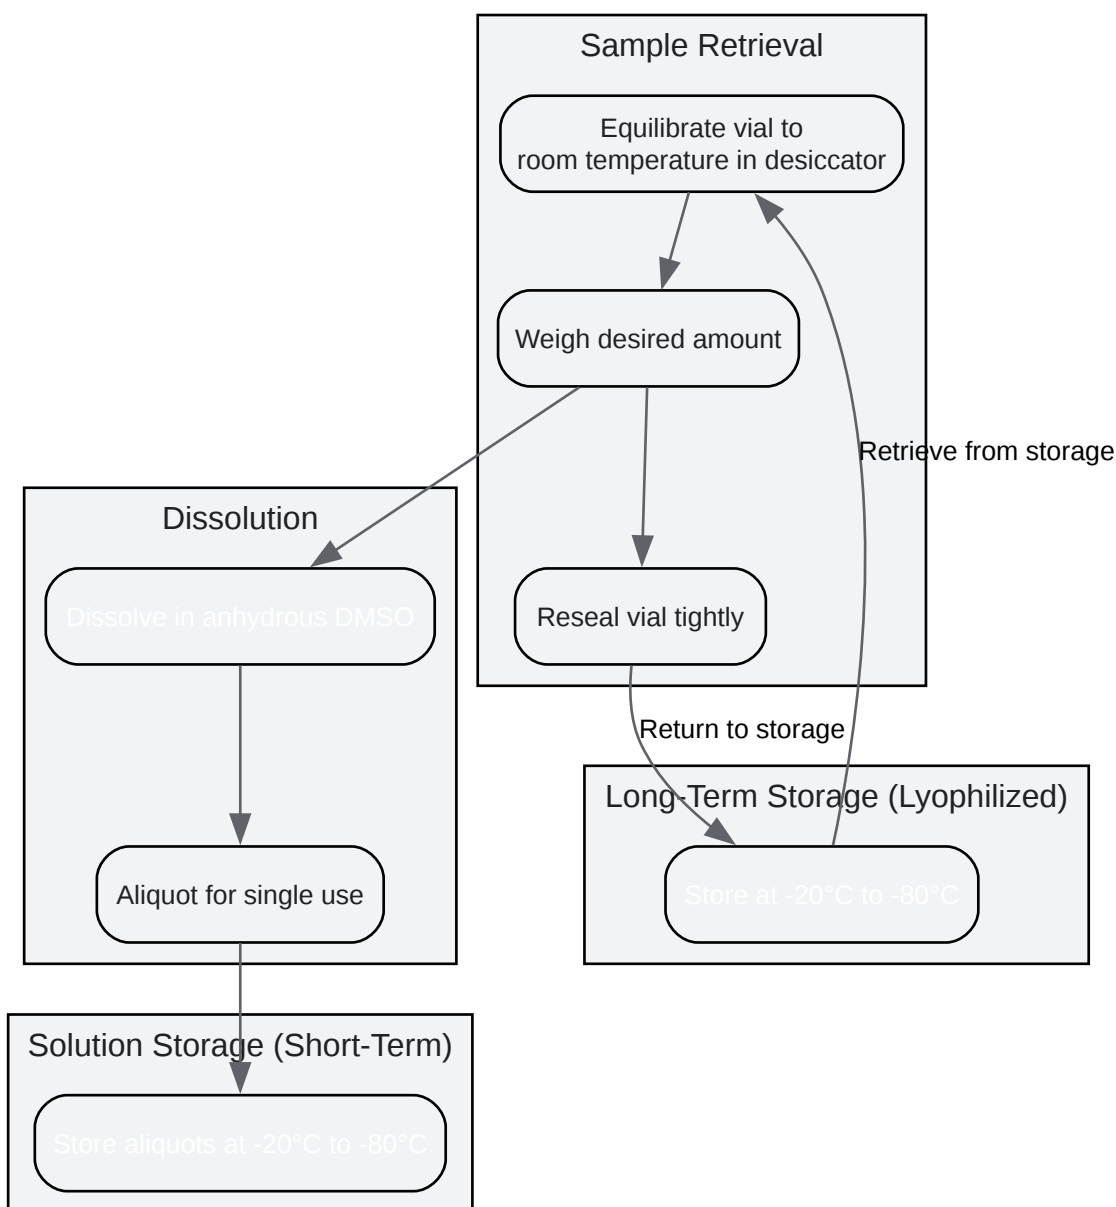 Sample Retrieval
Equilibrate vial to
room temperature in desiccator
Weigh desired amount
Retrieve from storage
Dissolution
Dissolve in anhydrous DMSO
Reseal vial tightly
Return to storage
Long-Term Storage (Lyophilized)
Aliquot for single use
Store at -20°C to -80°C
Solution Storage (Short-Term)
Store aliquots at -20°C to -80°C